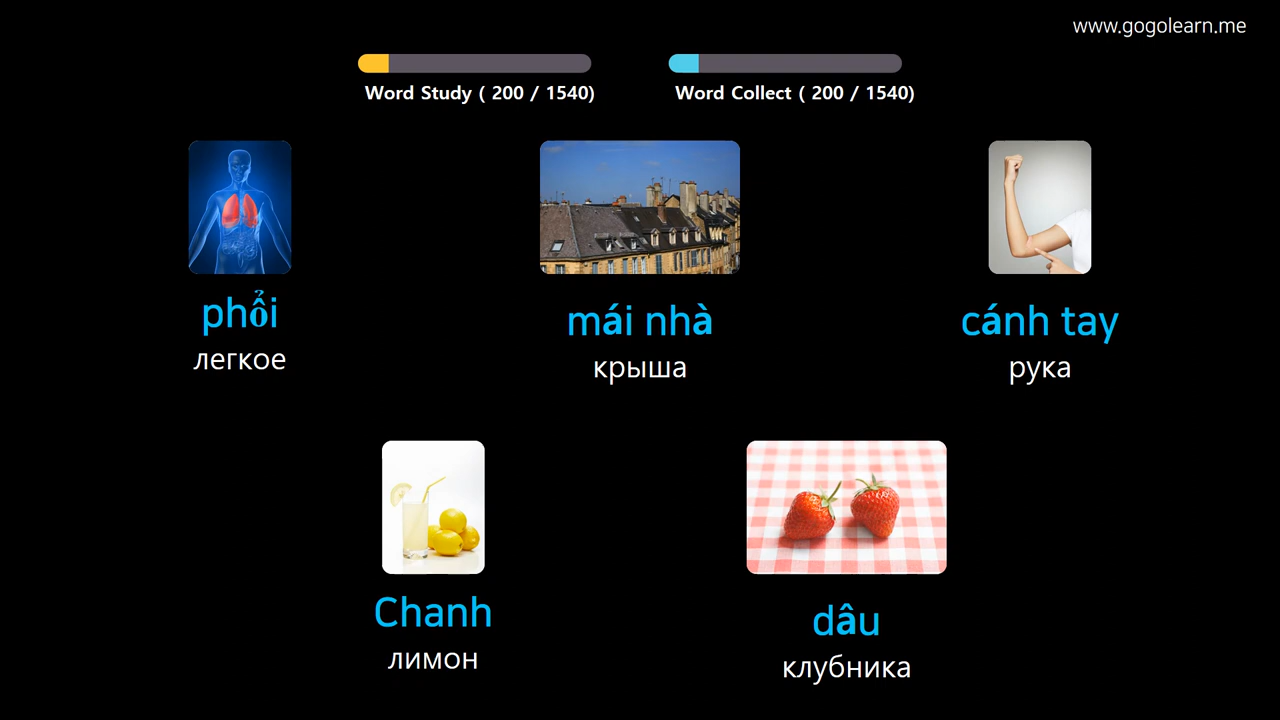 www.gogolearn.me
Word Study ( 200 / 1540)
Word Collect ( 200 / 1540)
phổi
легкое
mái nhà
крыша
cánh tay
рука
Chanh
лимон
dâu
клубника